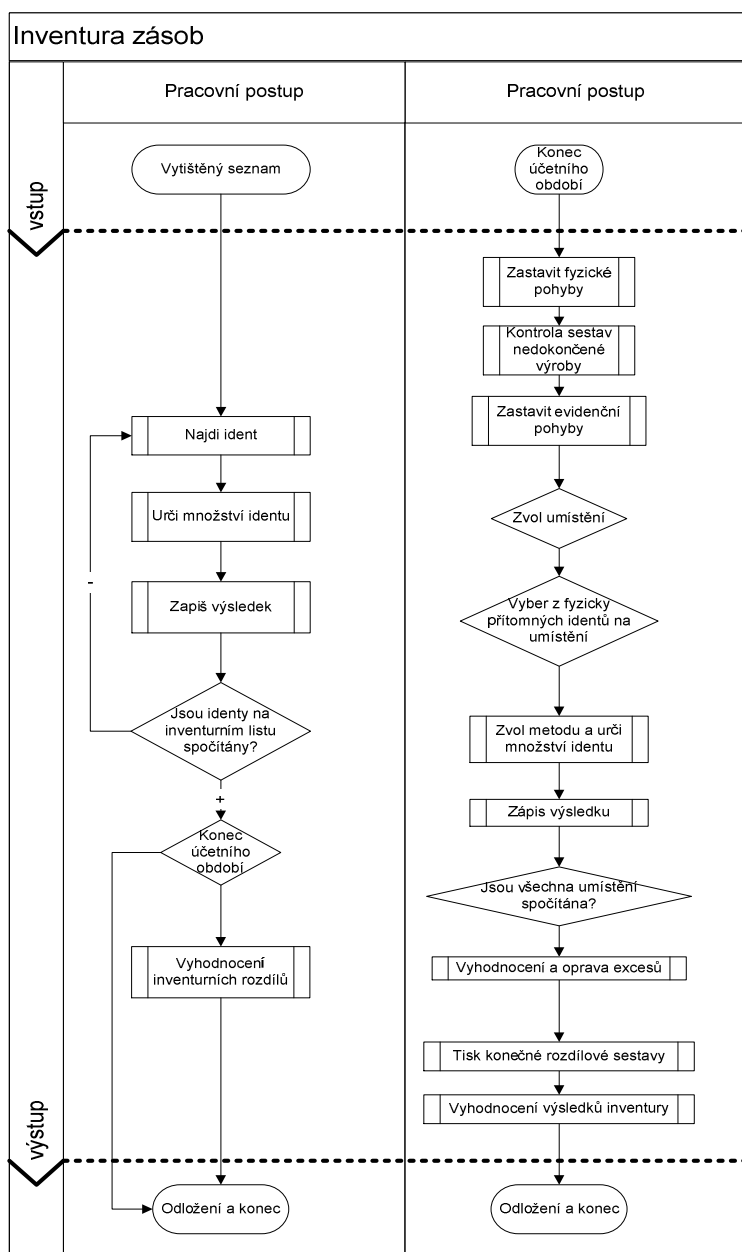 Inventura zásob
vstup
výstup
Pracovní postup
Vytištěný seznam
Najdi ident
Urči množství identu
Zapiš výsledek
-
Jsou identy na
inventurním listu
spočítány?
+
Konec
účetního
období
Vyhodnocení
inventurních rozdílů
Odložení a konec
Pracovní postup
Konec
účetního
období
Zastavit fyzické
pohyby
Kontrola sestav
nedokončené
výroby
Zastavit evidenční
pohyby
Zvol umístění
Vyber z fyzicky
přítomných identů na
umístění
Zvol metodu a urči
množství identu
Zápis výsledku
Jsou všechna umístění
spočítána?
Vyhodnocení a oprava excesů
Tisk konečné rozdílové sestavy
Vyhodnocení výsledků inventury
Odložení a konec